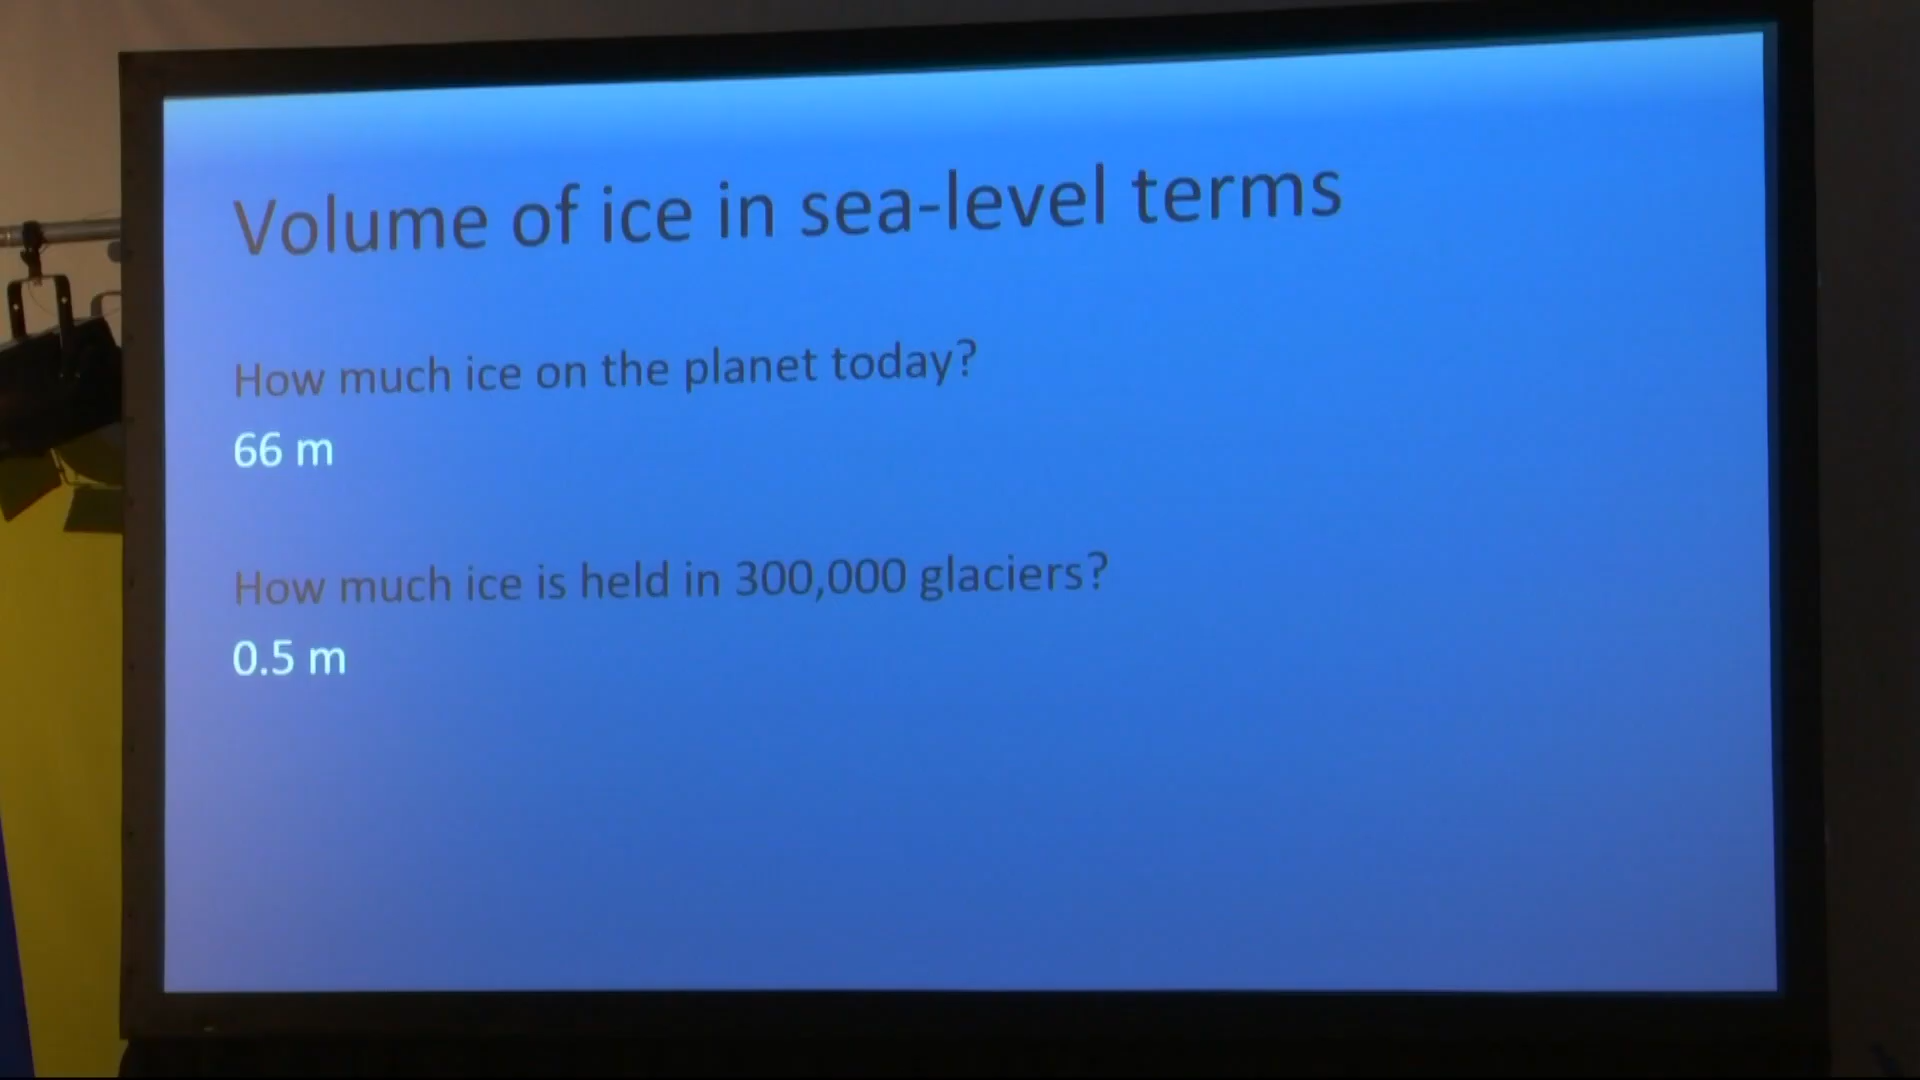 Volume of ice in sea-level terms
How much ice on the planet today?
66 m
How much ice is held in 300,000 glaciers?
0.5 m